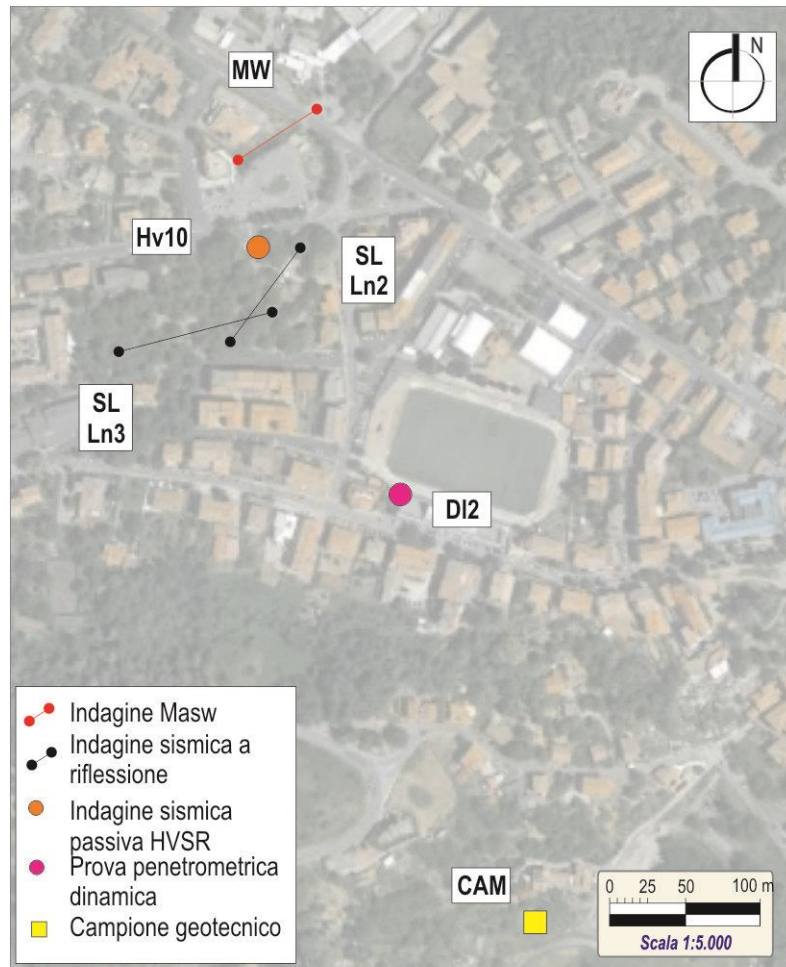 N
MW
Hv10
SL
Ln2
SL
Ln3
DI2
Indagine Masw
Indagine sismica a
riflessione
Indagine sismica
passiva HVSR
Prova penetrometrica
dinamica
Campione geotecnico
CAM
0 25 50 100 m
Scala 1:5.000